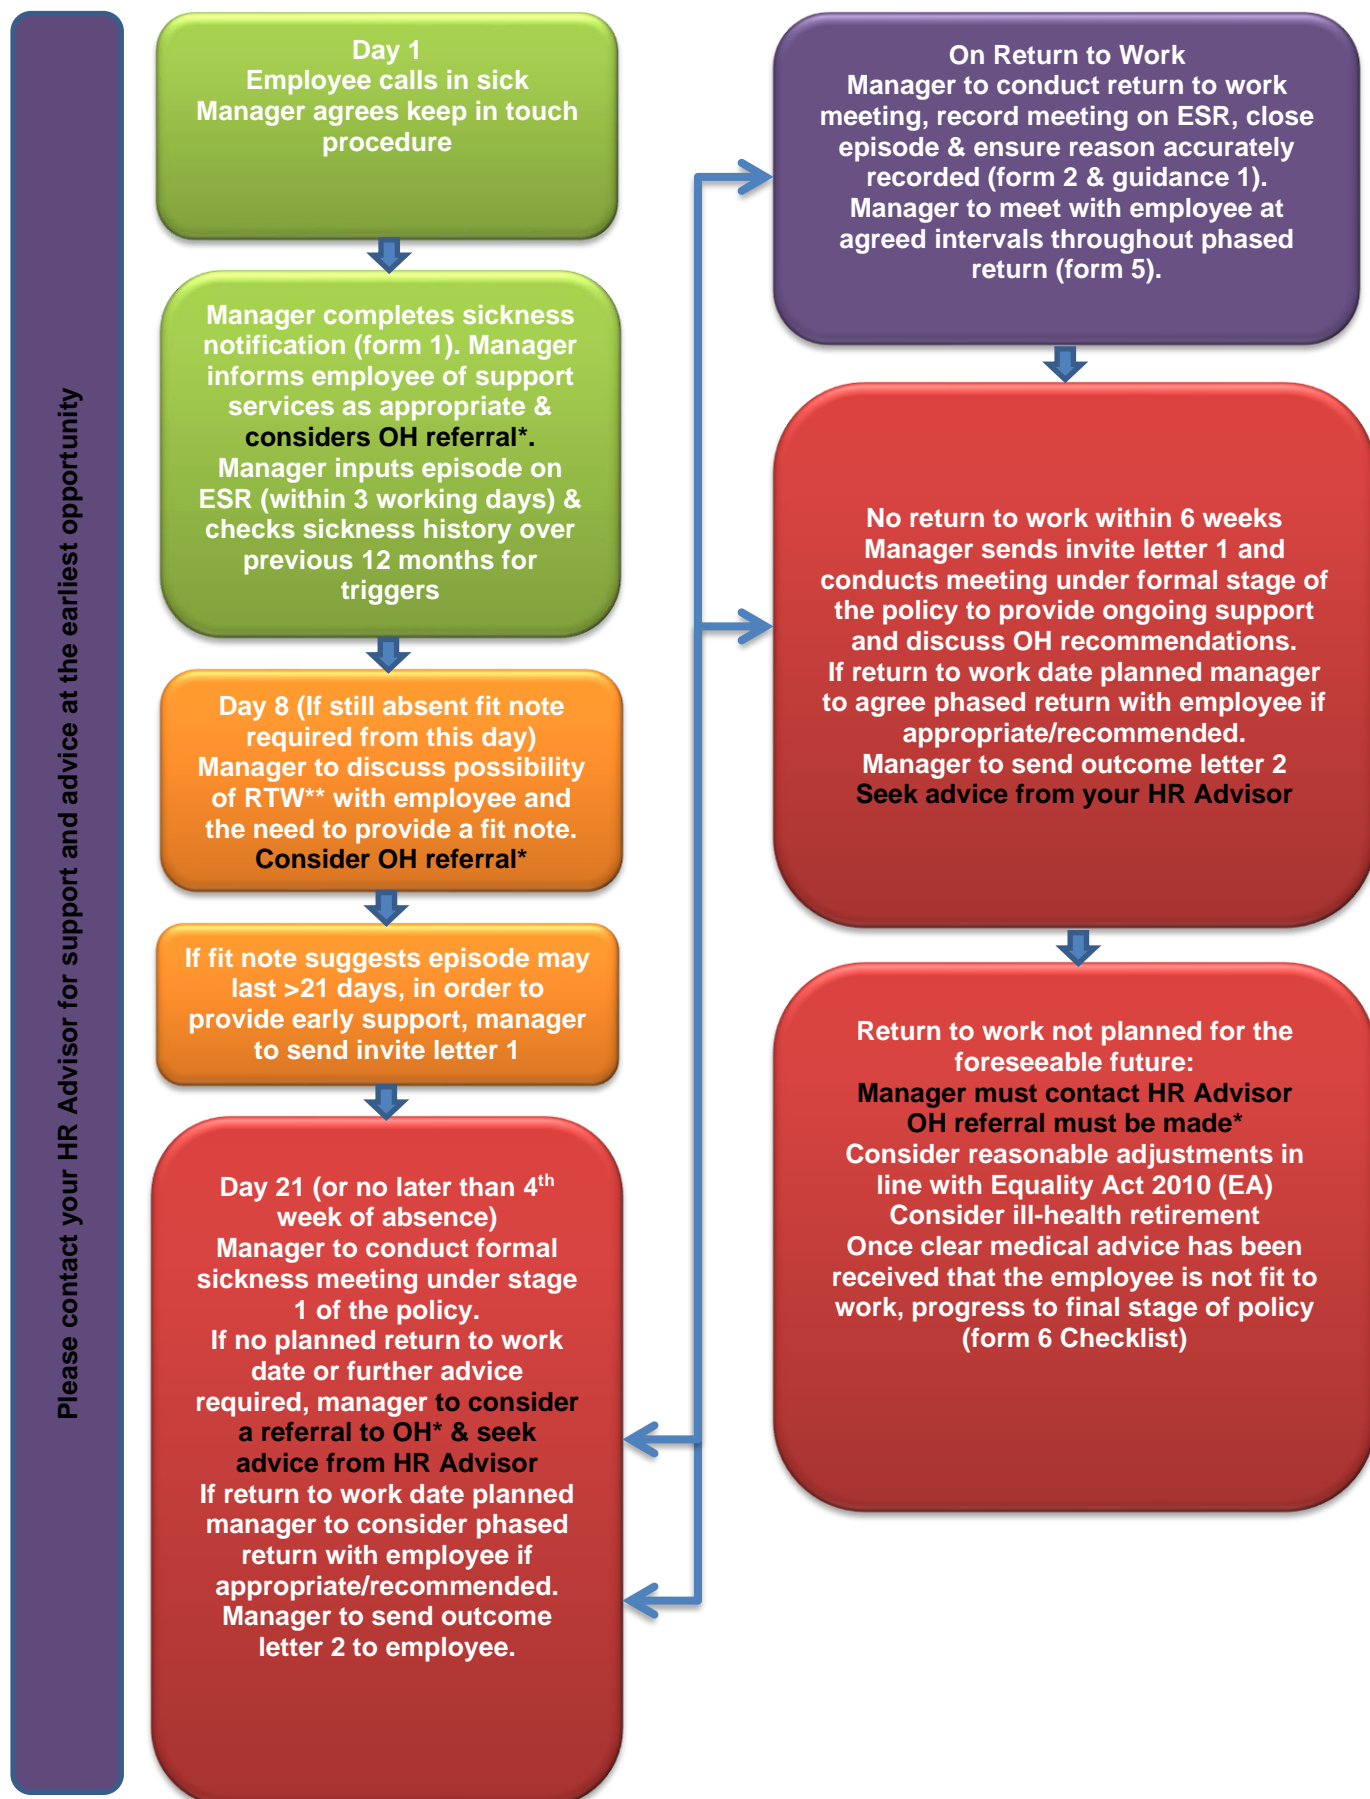 Please contact your HR Advisor for support and advice at the earliest opportunity
Day 1
Employee calls in sick
Manager agrees keep in touch
procedure
Manager completes sickness
notification (form 1). Manager
informs employee of support
services as appropriate &
considers OH referral*.
Manager inputs episode on
ESR (within 3 working days) &
checks sickness history over
previous 12 months for
triggers
Day 8 (If still absent fit note
required from this day)
Manager to discuss possibility
of RTW** with employee and
the need to provide a fit note.
Consider OH referral*
If fit note suggests episode may
last >21 days, in order to
provide early support, manager
to send invite letter 1
Day 21 (or no later than 4th
week of absence)
Manager to conduct formal
sickness meeting under stage
1 of the policy.
If no planned return to work
date or further advice
required, manager to consider
a referral to OH* & seek
advice from HR Advisor
If return to work date planned
manager to consider phased
return with employee if
appropriate/recommended.
Manager to send outcome
letter 2 to employee.
On Return to Work
Manager to conduct return to work
meeting, record meeting on ESR, close
episode & ensure reason accurately
recorded (form 2 & guidance 1).
Manager to meet with employee at
agreed intervals throughout phased
return (form 5).
No return to work within 6 weeks
Manager sends invite letter 1 and
conducts meeting under formal stage of
the policy to provide ongoing support
and discuss OH recommendations.
If return to work date planned manager
to agree phased return with employee if
appropriate/recommended.
Manager to send outcome letter 2
Seek advice from your HR Advisor
Return to work not planned for the
foreseeable future:
Manager must contact HR Advisor
OH referral must be made*
Consider reasonable adjustments in
line with Equality Act 2010 (EA)
Consider ill-health retirement
Once clear medical advice has been
received that the employee is not fit to
work, progress to final stage of policy
(form 6 Checklist)